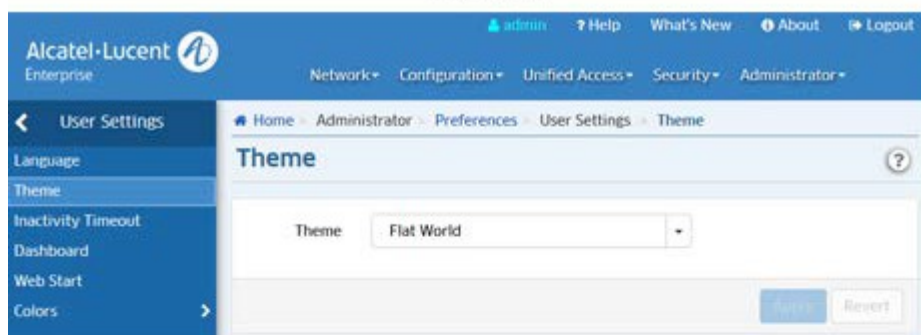 admin ? Help What's New About Logout
Alcatel·Lucent
Enterprise
Network Configuration Unified Access Security Administrator
User Settings
Home Administrator Preferences User Settings Theme
Language
Theme
Inactivity Timeout
Dashboard
Web Start
Colors
Theme
?
Theme Flat World
Apply Revert